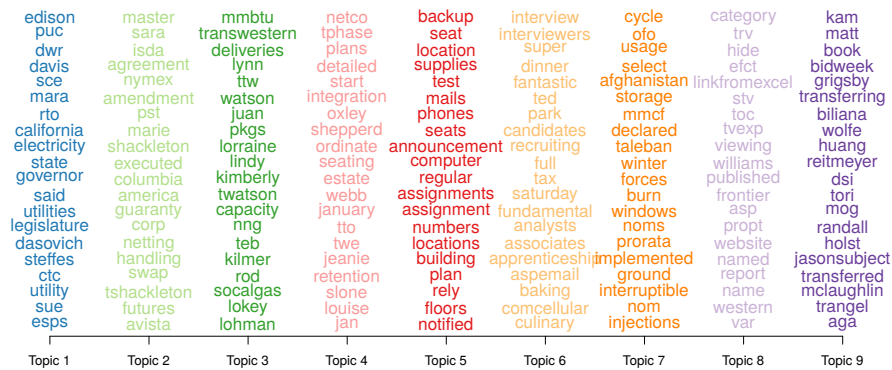 edison master mmbtu netco backup interview cycle category kam
puc sara transwestern tphase seat interviewers ofo trv matt
dwr isda deliveries plans location super usage hide book
davis agreement lynn detailed supplies dinner select efct bidweek
sce nymex ttw start test fantastic afghanistan linkfromexcel grigsby
mara amendment watson integration mails ted storage stv transferring
rto pst juan oxley phones park mmcf toc biliana
california marie pkgs shepperd seats candidates declared tvexp wolfe
electricity shackleton lorraine ordinate announcement recruiting taleban viewing huang
state executed lindy seating computer full winter williams reitmeyer
governor columbia kimberly estate regular tax forces published dsi
said america twatson webb assignments saturday burn frontier tori
utilities guaranty capacity january assignment fundamental windows asp mog
legislature corp nng tto numbers analysts noms propt randall
dasovich netting teb twe locations associates prorata website holst
steffes handling kilmer jeanie building apprenticeship implemented named jasonsubject
ctc swap rod retention plan aspemail ground report transferred
utility tshackleton socalgas slone rely baking interruptible name mclaughlin
sue futures lokey louise floors comcellular nom western trangel
esps avista lohman jan notified culinary injections var aga
Topic 1 Topic 2 Topic 3 Topic 4 Topic 5 Topic 6 Topic 7 Topic 8 Topic 9